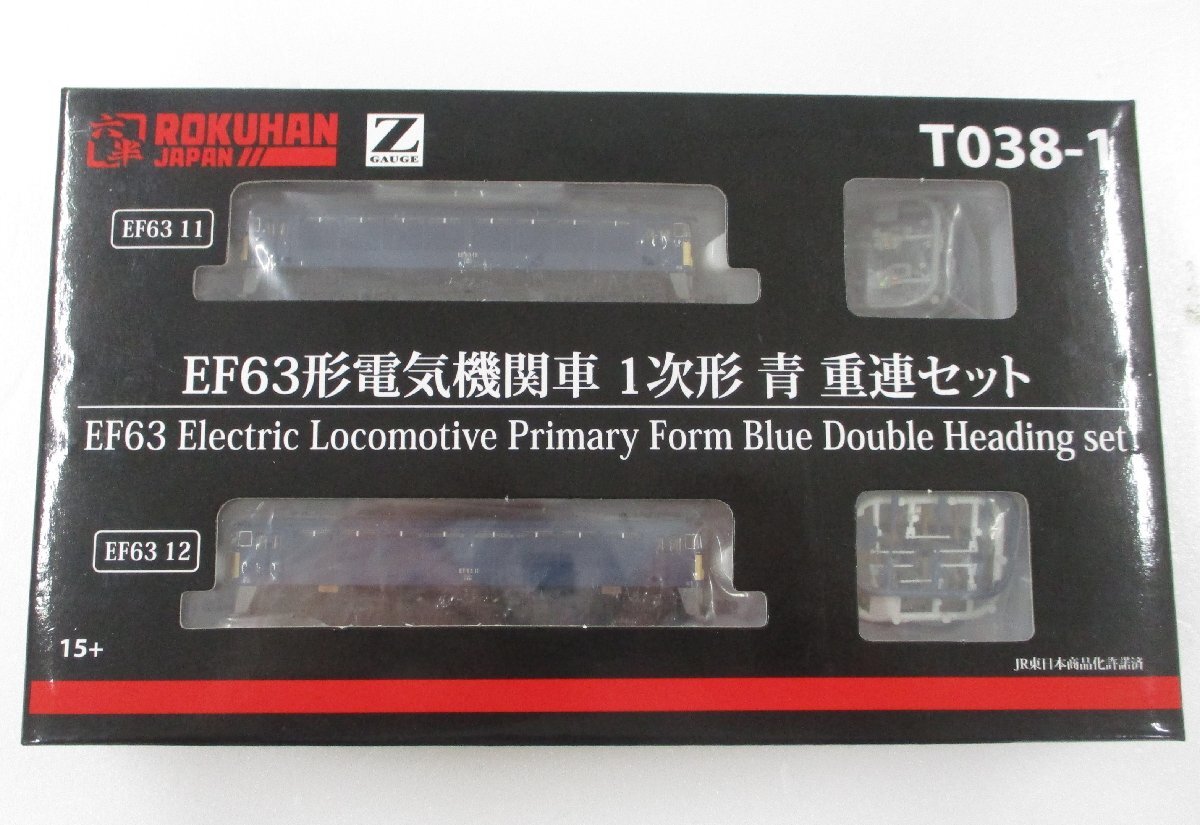 六半 ROKUHAN
JAPAN
Z
GAUGE
T038-1
EF63 11
EF63形電気機関車 1次形 青 重連セット
EF63 Electric Locomotive Primary Form Blue Double Heading set
EF63 12
15+
JR東日本商品化許諾済